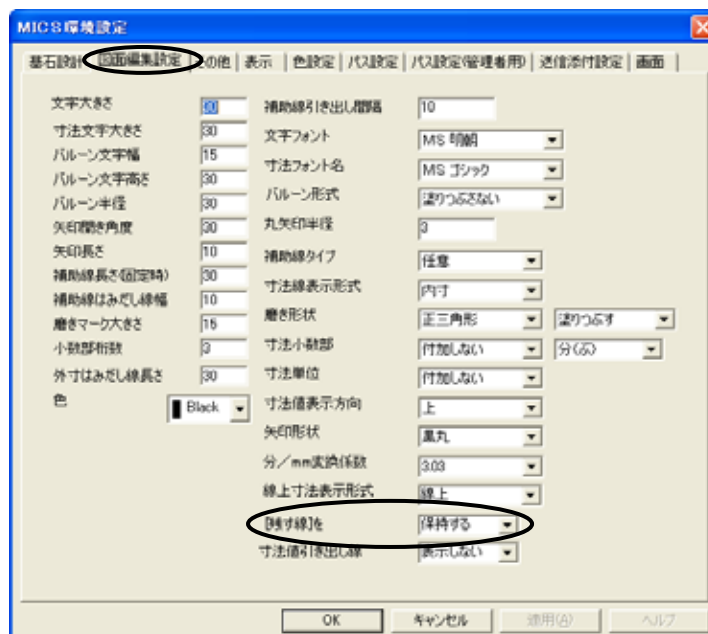 MICS環境設定
墓石設計 図面編集設定 その他 表示 色設定 パス設定 パス設定(管理者用) 送信添付設定 画面
文字大きさ 30
寸法文字大きさ 30
バルーン文字幅 15
バルーン文字高さ 30
バルーン半径 30
矢印開き角度 30
矢印長さ 10
補助線長さ(固定時) 30
補助線はみだし線幅 10
磨きマーク大きさ 15
小数部桁数 3
外寸はみだし線長さ 30
色 Black
補助線引き出し間隔 10
文字フォント MS 明朝
寸法フォント名 MS ゴシック
バルーン形式 塗りつぶさない
丸矢印半径 3
補助線タイプ 任意
寸法線表示形式 内寸
磨き形状 正三角形 塗りつぶす
寸法小数部 付加しない 分(ぶ)
寸法単位 付加しない
寸法値表示方向 上
矢印形状 黒丸
分/mm変換係数 3.03
線上寸法表示形式 線上
[残す線]を 保持する
寸法値引き出し線 表示しない
OK キャンセル 適用(A) ヘルプ